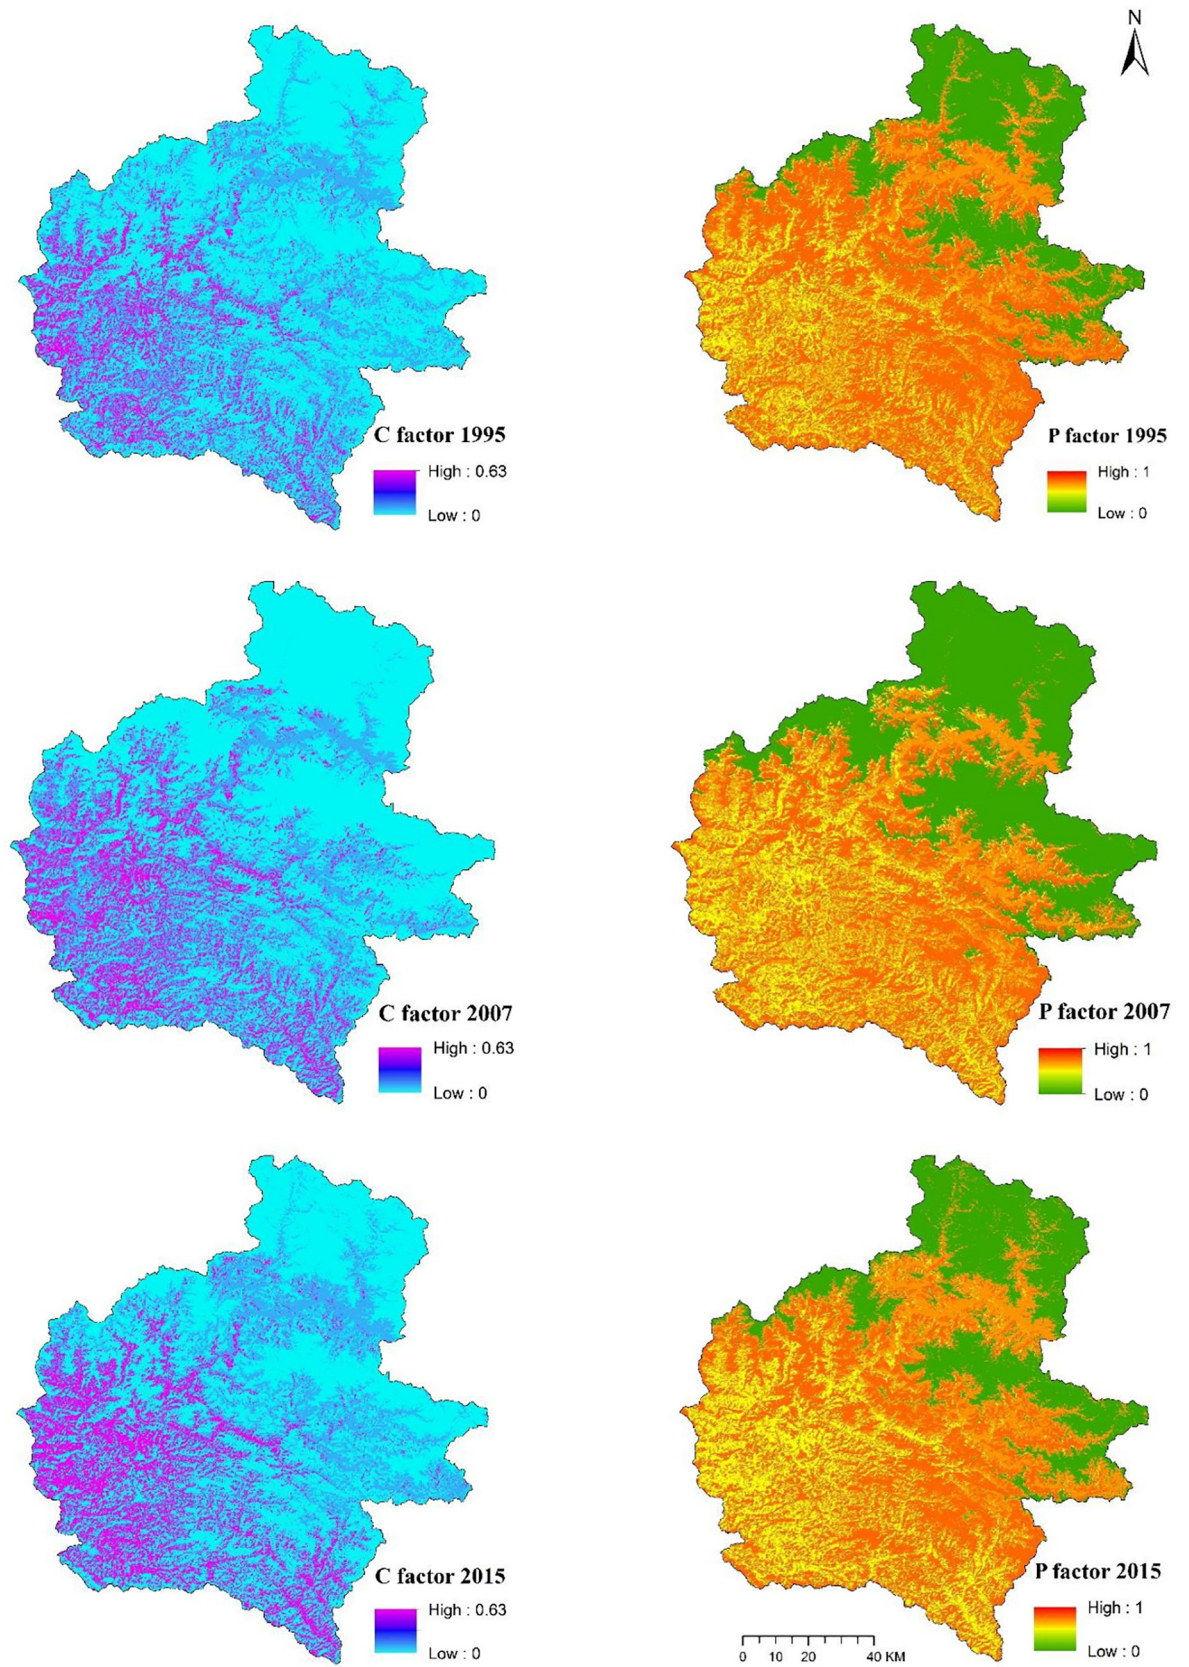 N
C factor 1995
High : 0.63
Low : 0
P factor 1995
High : 1
Low : 0
C factor 2007
High : 0.63
Low : 0
P factor 2007
High : 1
Low : 0
C factor 2015
High : 0.63
Low : 0
P factor 2015
High : 1
Low : 0
0 10 20 40 KM